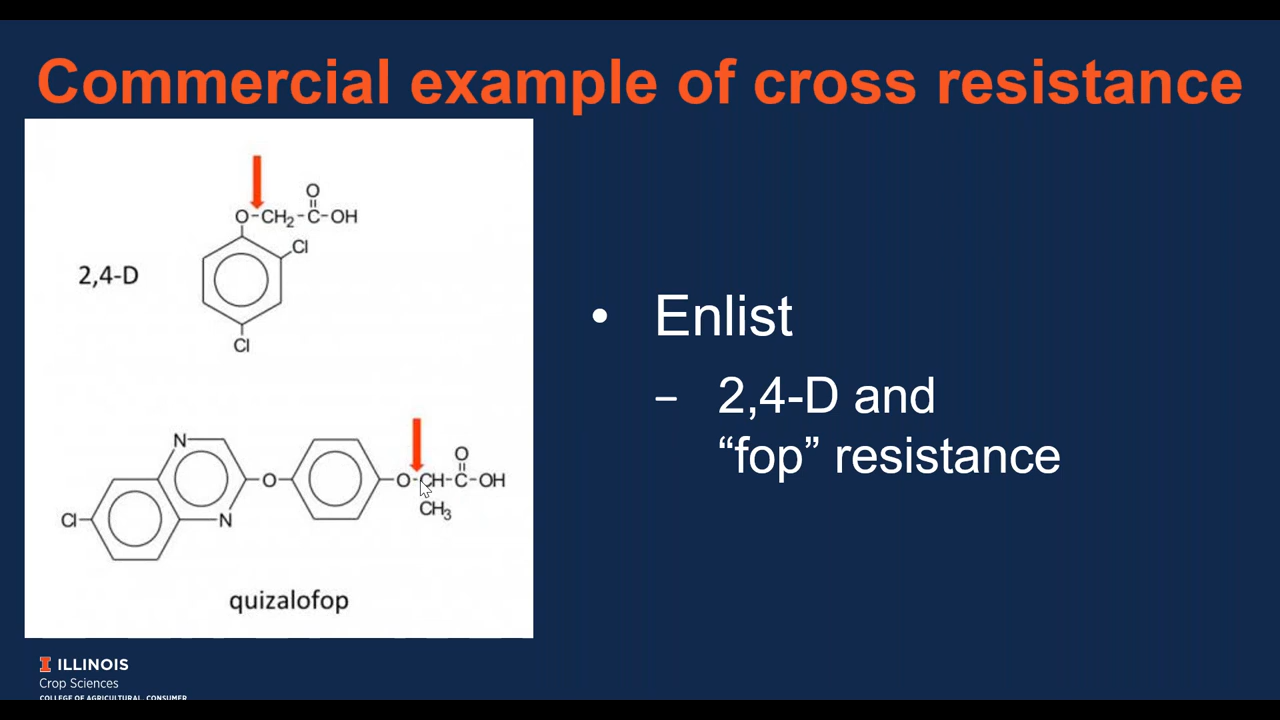 Commercial example of cross resistance
O
O-CH2-C-OH
Cl
2,4-D
Cl
N
O
O
O-CH-C-OH
Cl
N
CH3
quizalofop
• Enlist
– 2,4-D and
“fop” resistance
I ILLINOIS
Crop Sciences
COLLEGE OF AGRICULTURAL, CONSUMER